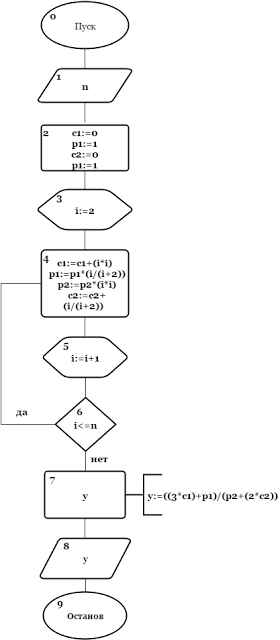 0
Пуск
1
n
2
c1:=0
p1:=1
c2:=0
p1:=1
3
i:=2
4
c1:=c1+(i*i)
p1:=p1*(i/(i+2))
p2:=p2*(i*i)
c2:=c2+
(i/(i+2))
5
i:=i+1
да
6
i<=n
нет
7
y
y:=((3*c1)+p1)/(p2+(2*c2))
8
y
9
Останов